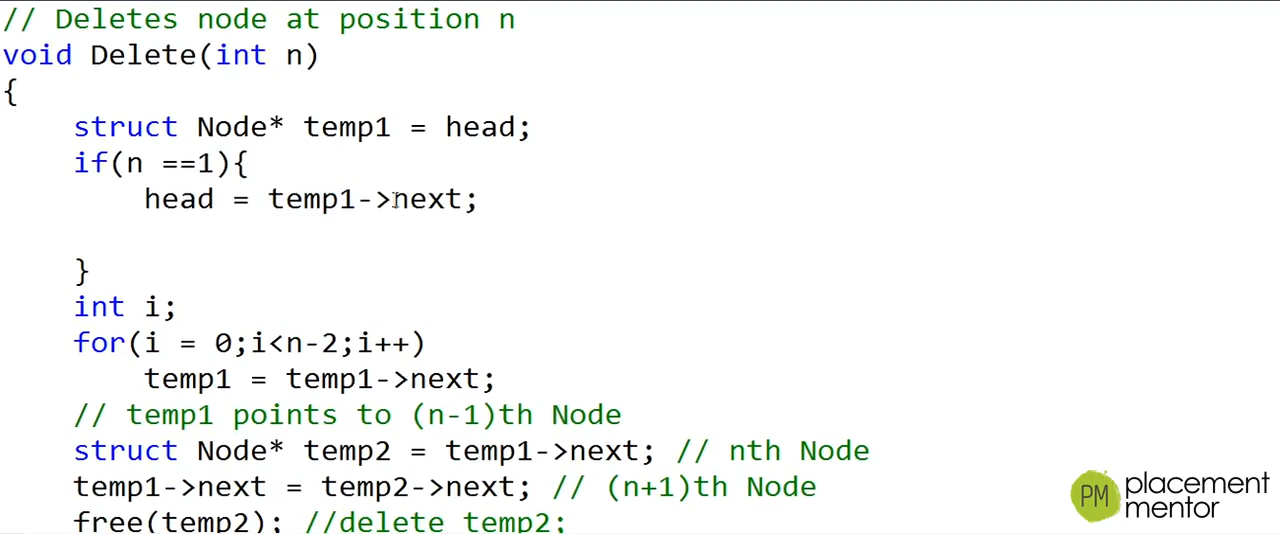 // Deletes node at position n
void Delete(int n)
{
struct Node* temp1 = head;
if(n ==1){
head = temp1->next;
}
int i;
for(i = 0;i<n-2;i++)
temp1 = temp1->next;
// temp1 points to (n-1)th Node
struct Node* temp2 = temp1->next; // nth Node
temp1->next = temp2->next; // (n+1)th Node
free(temp2); //delete temp2;
PM placement
mentor